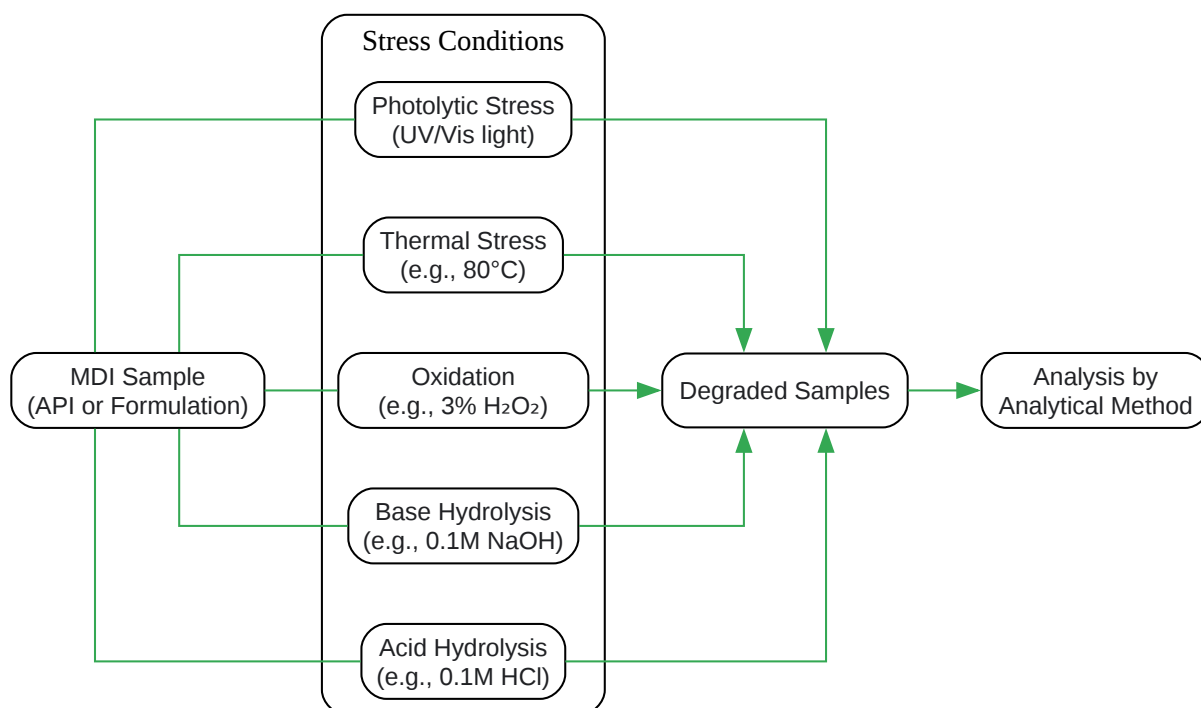 Stress Conditions
Photolytic Stress
(UV/Vis light)
Thermal Stress
(e.g., 80°C)
MDI Sample
(API or Formulation)
Oxidation
(e.g., 3% H₂O₂)
Degraded Samples
Analysis by
Analytical Method
Base Hydrolysis
(e.g., 0.1M NaOH)
Acid Hydrolysis
(e.g., 0.1M HCl)